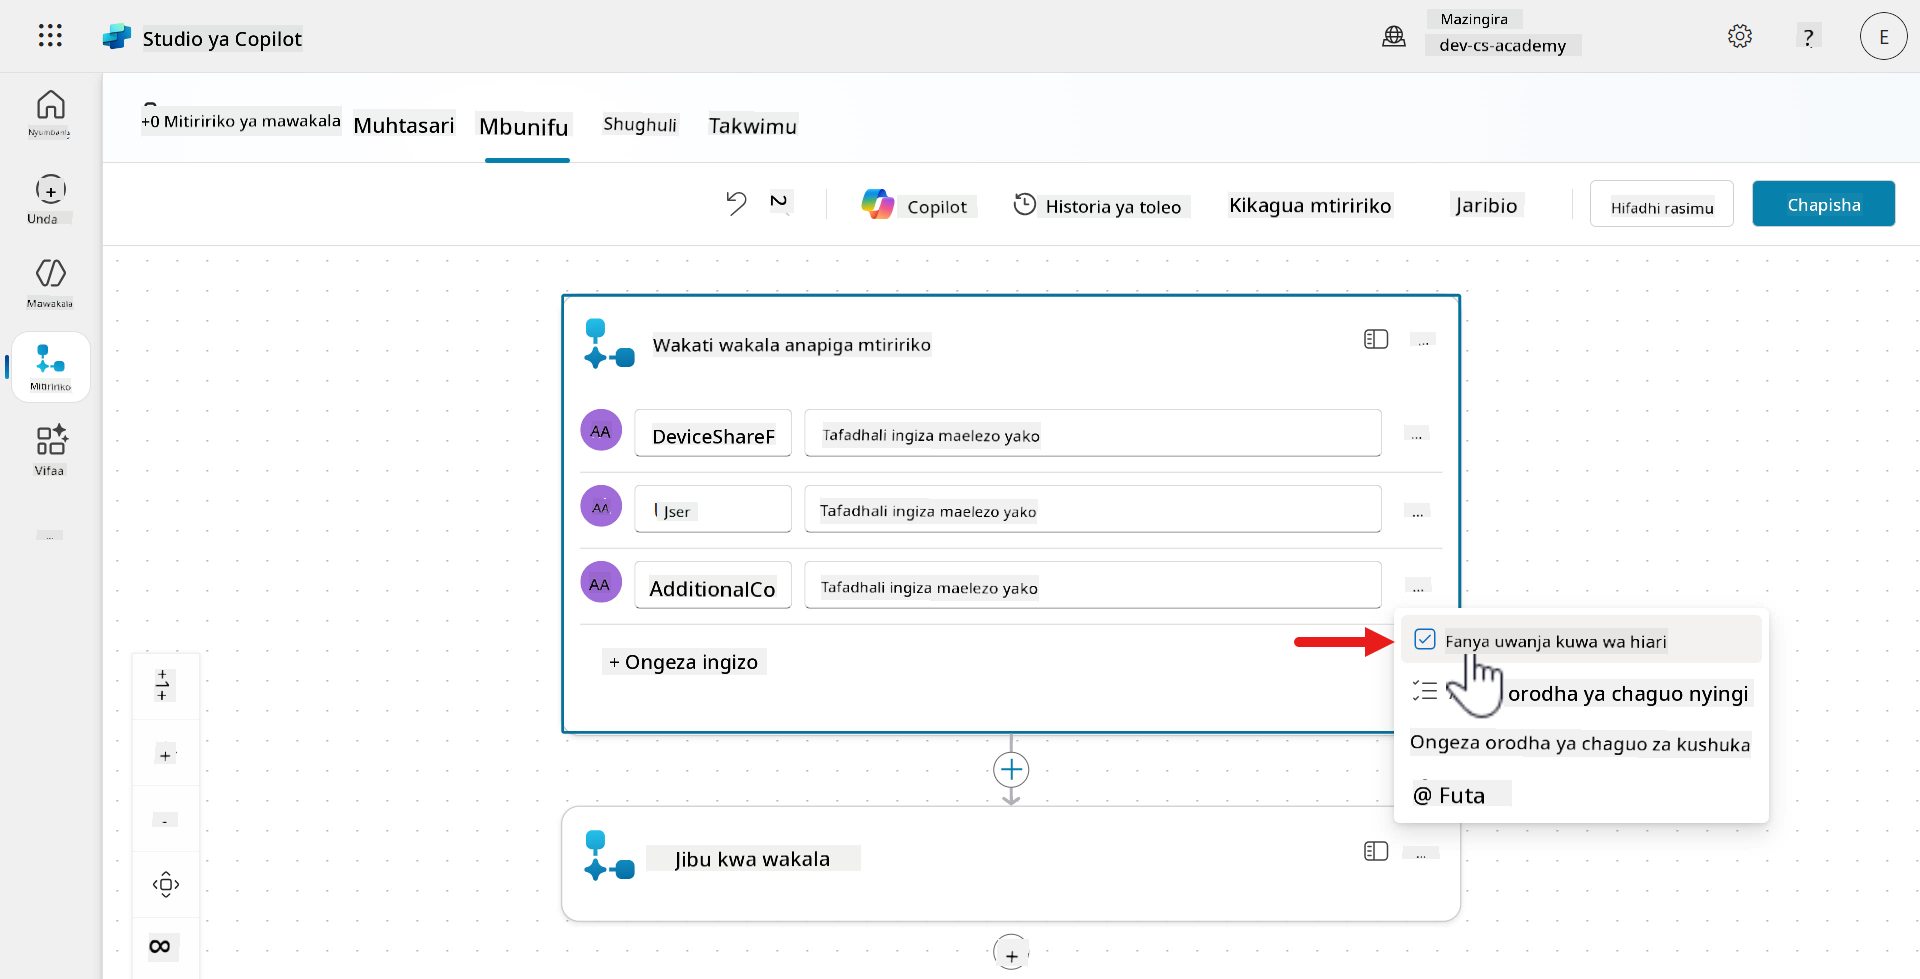 Studio ya Copilot
Mazingira
dev-cs-academy
?
E
+0 Mitiririko ya mawakala
Muhtasari
Mbunifu
Shughuli
Takwimu
Copilot
Historia ya toleo
Kikagua mtiririko
Jaribio
Hifadhi rasimu
Chapisha
Nyumbani
Unda
Mawakala
Mitiririko
Vifaa
...
Wakati wakala anapiga mtiririko
...
AA
DeviceShareF
Tafadhali ingiza maelezo yako
...
AA
User
Tafadhali ingiza maelezo yako
...
AA
AdditionalCo
Tafadhali ingiza maelezo yako
...
+ Ongeza ingizo
Fanya uwanja kuwa wa hiari
orodha ya chaguo nyingi
Ongeza orodha ya chaguo za kushuka
@ Futa
Jibu kwa wakala
...